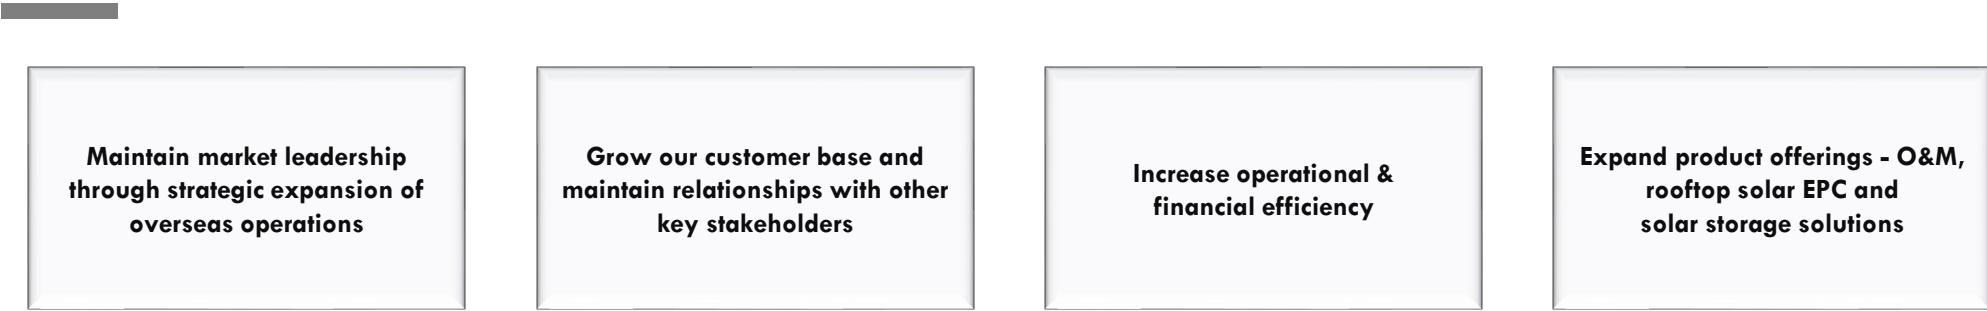 Maintain market leadership
through strategic expansion of
overseas operations
Grow our customer base and
maintain relationships with other
key stakeholders
Increase operational &
financial efficiency
Expand product offerings - O&M,
rooftop solar EPC and
solar storage solutions